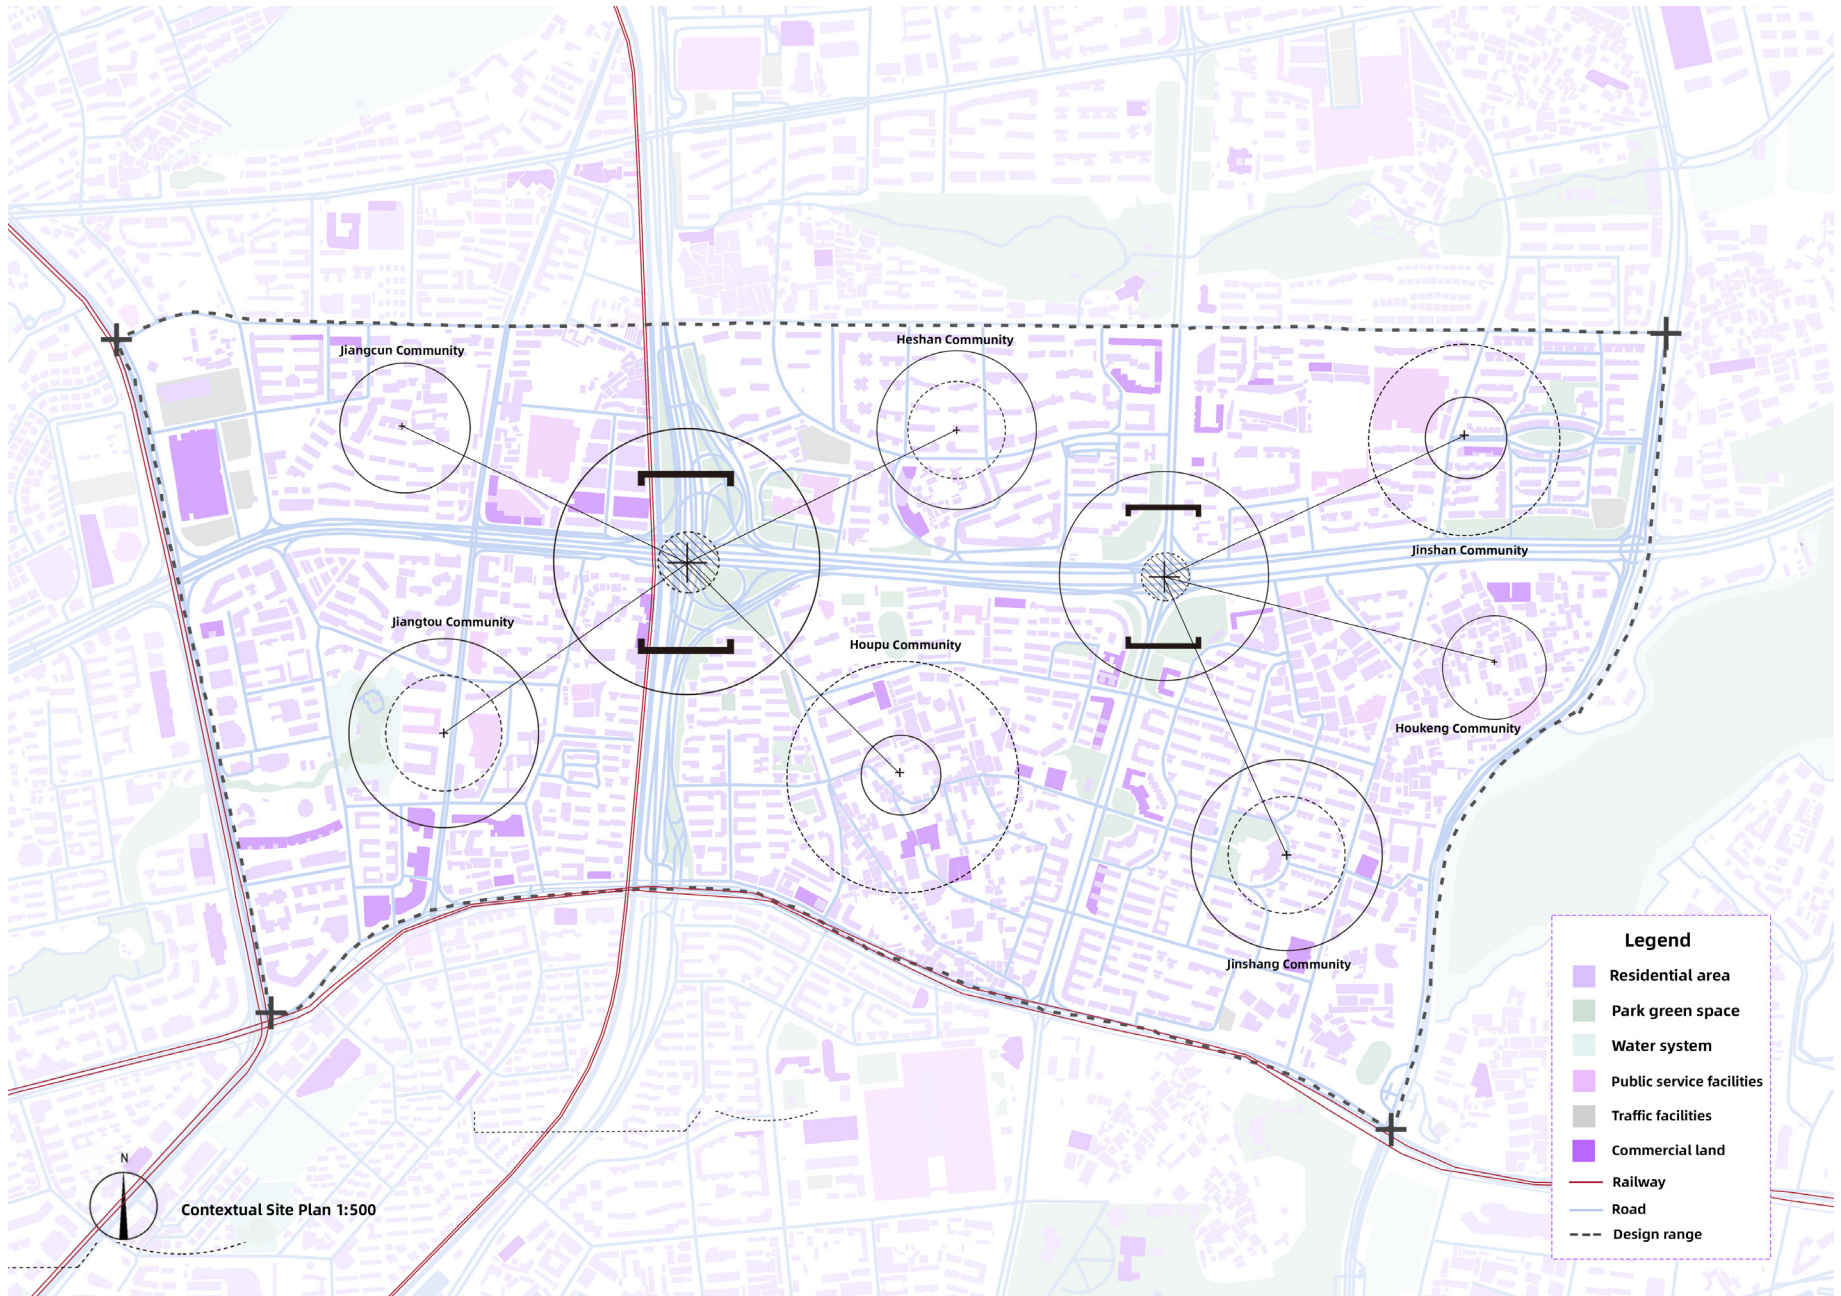 Jiangcun Community
Heshan Community
Jinshan Community
Jiangtou Community
Houpu Community
Houkeng Community
Jinshang Community
Legend
Residential area
Park green space
Water system
Public service facilities
Traffic facilities
Commercial land
Railway
Road
Design range
N
Contextual Site Plan 1:500